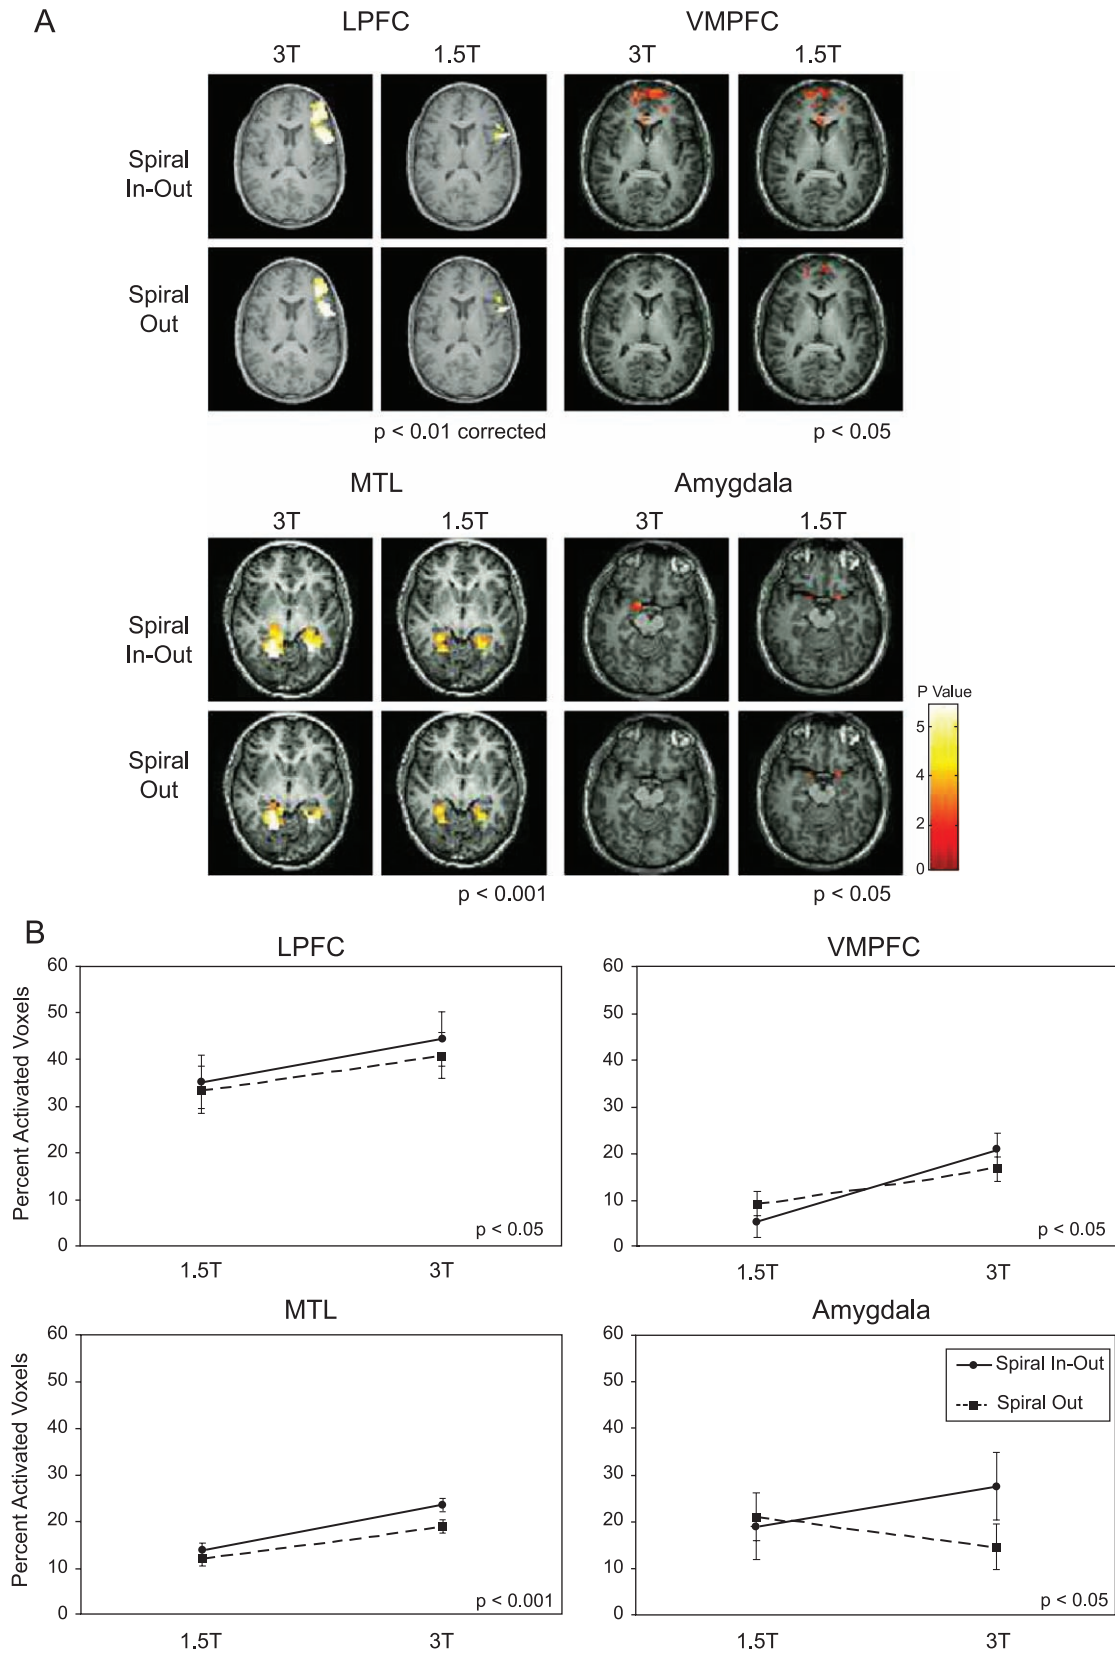 A
LPFC VMPFC
3T 1.5T 3T 1.5T
Spiral
In-Out
Spiral
Out
p < 0.01 corrected p < 0.05
MTL Amygdala
3T 1.5T 3T 1.5T
Spiral
In-Out
P Value
5
4
2
0
Spiral
Out
p < 0.001 p < 0.05
B
LPFC
Percent Activated Voxels
60
50
40
30
20
10
0
p < 0.05
1.5T 3T
VMPFC
60
50
40
30
20
10
0
p < 0.05
1.5T 3T
MTL
Percent Activated Voxels
60
50
40
30
20
10
0
p < 0.001
1.5T 3T
Amygdala
60
50
40
30
20
10
0
Spiral In-Out
Spiral Out
p < 0.05
1.5T 3T